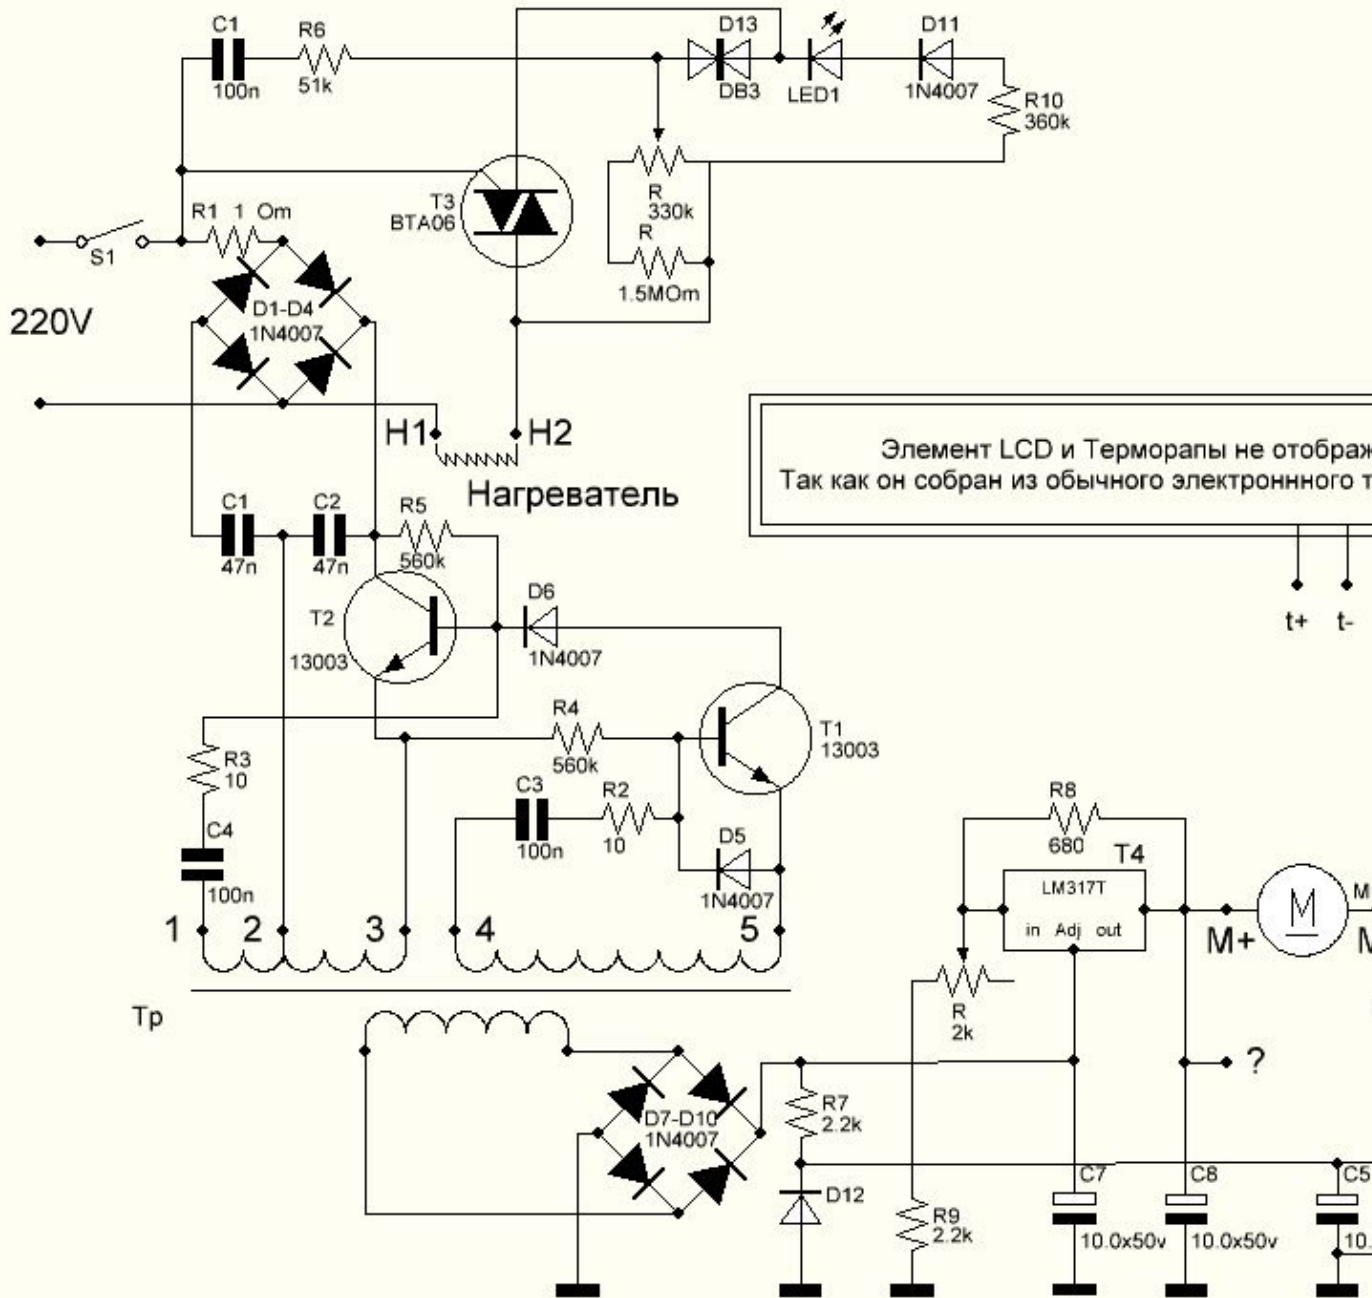 C1
100n
R6
51k
D13
DB3
LED1
D11
1N4007
R10
360k
T3
BTA06
R
330k
R
1.5MOm
R1 1 Om
S1
220V
D1-D4
1N4007
H1
H2
Нагреватель
Элемент LCD и Терморапы не отображ
Так как он собран из обычного электроннного т
t+ t-
C1
47n
C2
47n
R5
560k
T2
13003
D6
1N4007
R4
560k
T1
13003
R3
10
C4
100n
C3
100n
R2
10
D5
1N4007
1 2 3 4 5
Тр
R8
680
T4
LM317T
in Adj out
M+
M
M
M
R
2k
?
D7-D10
1N4007
R7
2.2k
D12
R9
2.2k
C7
10.0x50v
C8
10.0x50v
C5
10.